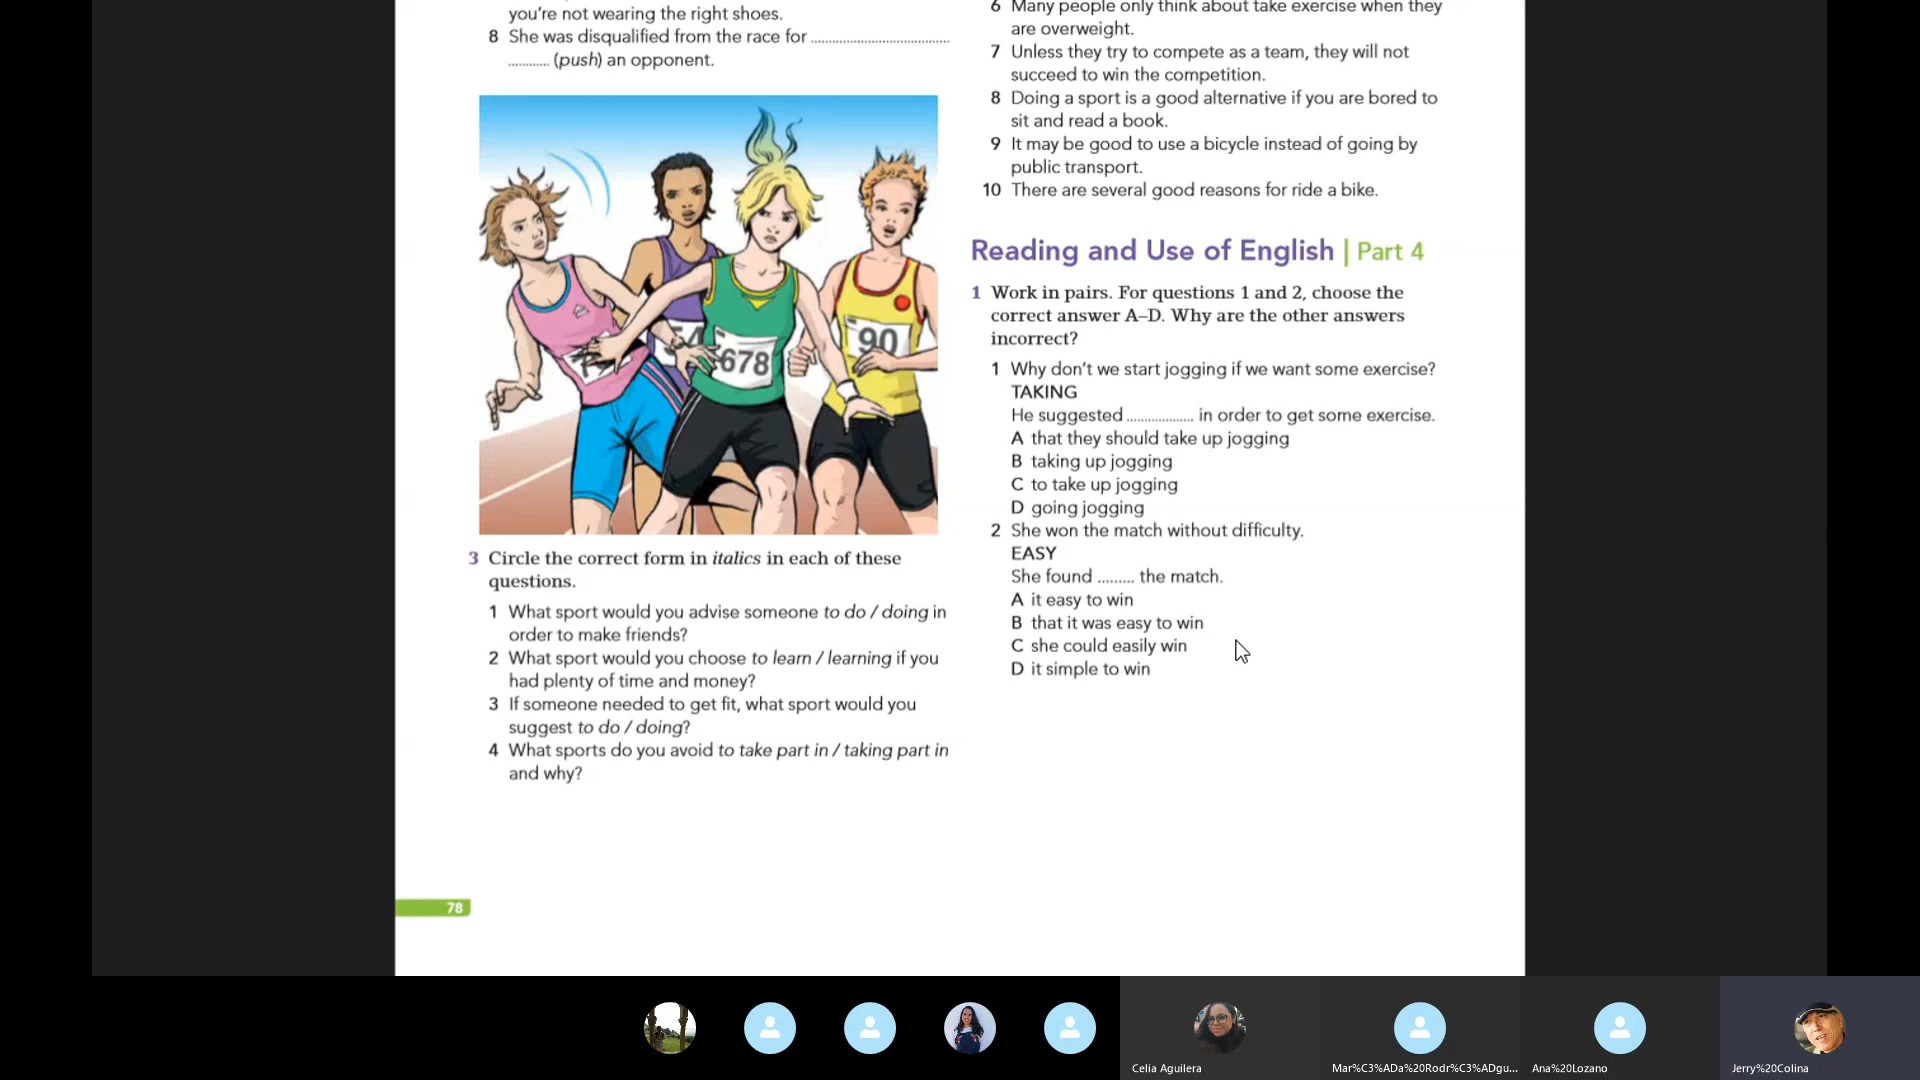 you're not wearing the right shoes.
8 She was disqualified from the race for ....................................
............ (push) an opponent.
678
90
3 Circle the correct form in italics in each of these
questions.
1 What sport would you advise someone to do / doing in
order to make friends?
2 What sport would you choose to learn / learning if you
had plenty of time and money?
3 If someone needed to get fit, what sport would you
suggest to do / doing?
4 What sports do you avoid to take part in / taking part in
and why?
78
6 Many people only think about take exercise when they
are overweight.
7 Unless they try to compete as a team, they will not
succeed to win the competition.
8 Doing a sport is a good alternative if you are bored to
sit and read a book.
9 It may be good to use a bicycle instead of going by
public transport.
10 There are several good reasons for ride a bike.
Reading and Use of English | Part 4
1 Work in pairs. For questions 1 and 2, choose the
correct answer A–D. Why are the other answers
incorrect?
1 Why don't we start jogging if we want some exercise?
TAKING
He suggested .................. in order to get some exercise.
A that they should take up jogging
B taking up jogging
C to take up jogging
D going jogging
2 She won the match without difficulty.
EASY
She found ......... the match.
A it easy to win
B that it was easy to win
C she could easily win
D it simple to win
Celia Aguilera
Mar%C3%ADa%20Rodr%C3%ADgu...
Ana%20Lozano
Jerry%20Colina